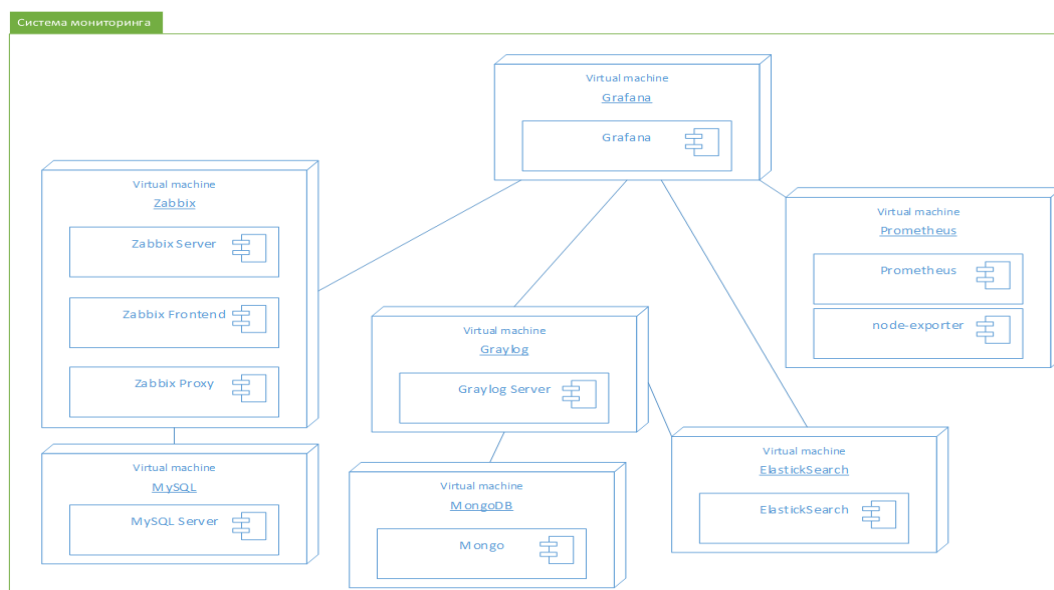 Система мониторинга
Virtual machine
Grafana
Grafana
Virtual machine
Zabbix
Zabbix Server
Zabbix Frontend
Zabbix Proxy
Virtual machine
Prometheus
Prometheus
node-exporter
Virtual machine
Graylog
Graylog Server
Virtual machine
MySQL
MySQL Server
Virtual machine
MongoDB
Mongo
Virtual machine
ElastickSearch
ElastickSearch